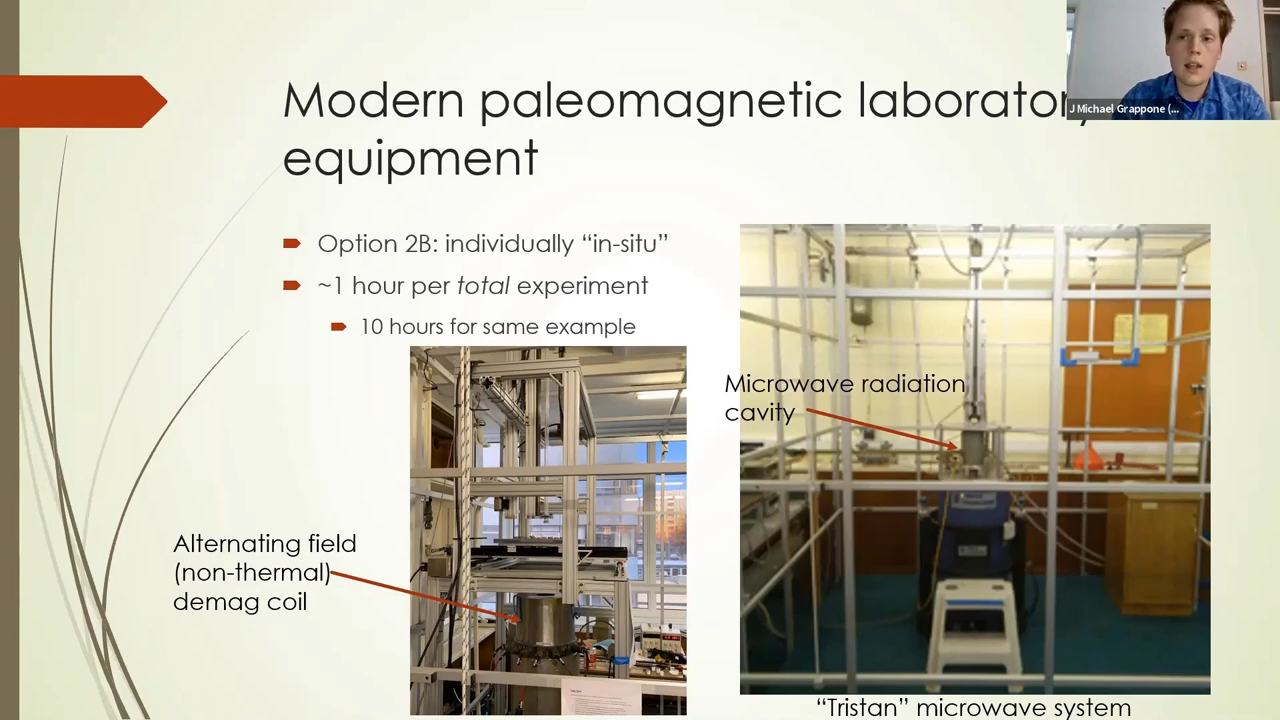 Modern paleomagnetic laboratory
equipment
J Michael Grappone (...
Option 2B: individually “in-situ”
~1 hour per total experiment
10 hours for same example
Microwave radiation
cavity
Alternating field
(non-thermal)
demag coil
“Tristan” microwave system